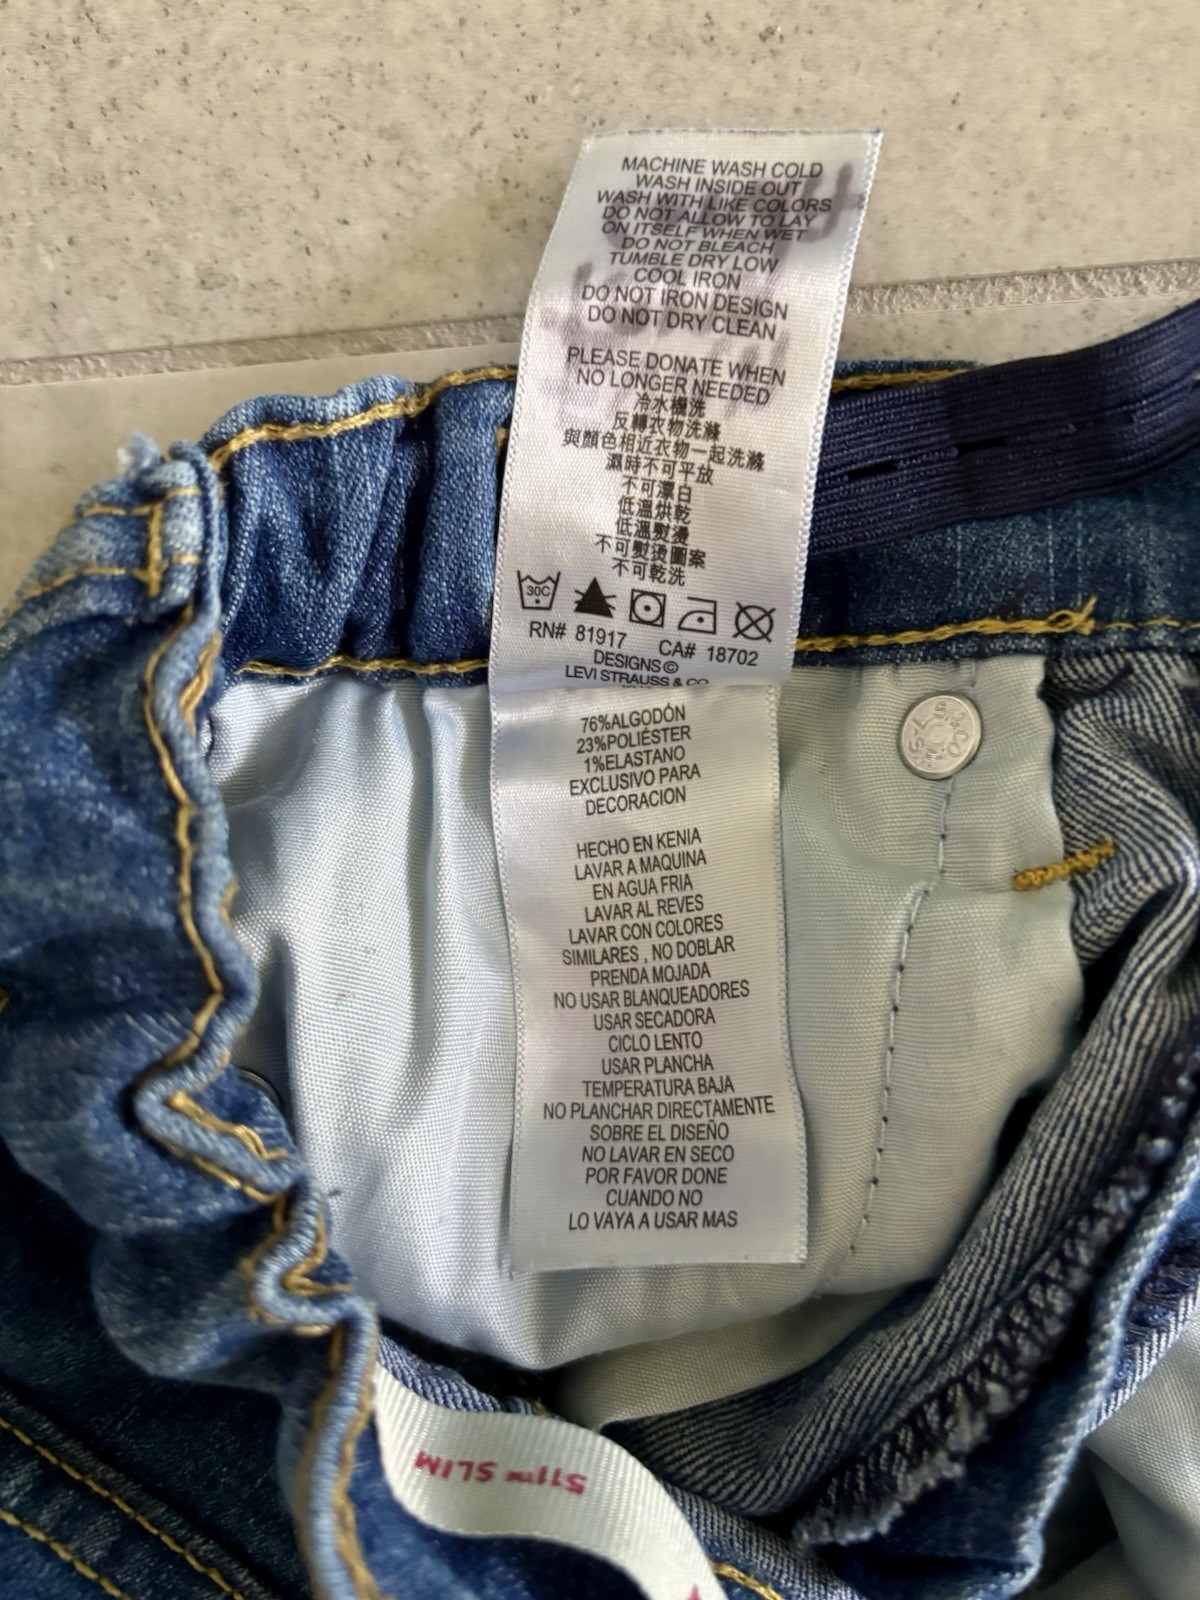 MACHINE WASH COLD
WASH INSIDE OUT
WASH WITH LIKE COLORS
DO NOT ALLOW TO LAY
ON ITSELF WHEN WET
DO NOT BLEACH
TUMBLE DRY LOW
COOL IRON
DO NOT IRON DESIGN
DO NOT DRY CLEAN
PLEASE DONATE WHEN
NO LONGER NEEDED
冷水機洗
反轉衣物洗滌
與顏色相近衣物一起洗滌
濕時不可平放
不可漂白
低溫烘乾
低溫熨燙
不可熨燙圖案
不可乾洗
30C
RN# 81917 CA# 18702
DESIGNS©
LEVI STRAUSS & CO
76%ALGODÓN
23%POLIÉSTER
1%ELASTANO
EXCLUSIVO PARA
DECORACION
HECHO EN KENIA
LAVAR A MAQUINA
EN AGUA FRIA
LAVAR AL REVES
LAVAR CON COLORES
SIMILARES , NO DOBLAR
PRENDA MOJADA
NO USAR BLANQUEADORES
USAR SECADORA
CICLO LENTO
USAR PLANCHA
TEMPERATURA BAJA
NO PLANCHAR DIRECTAMENTE
SOBRE EL DISEÑO
NO LAVAR EN SECO
POR FAVOR DONE
CUANDO NO
LO VAYA A USAR MAS
L S & CO
511™ SLIM